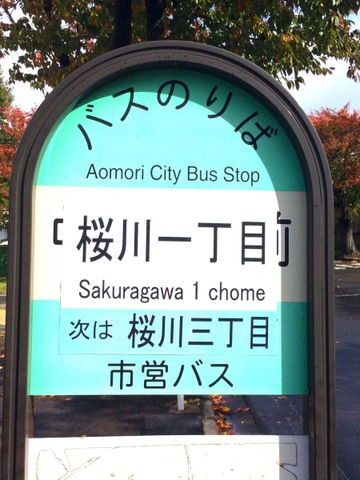 バスのりば
Aomori City Bus Stop
桜川一丁目前
Sakuragawa 1 chome
次は 桜川三丁目
市営バス